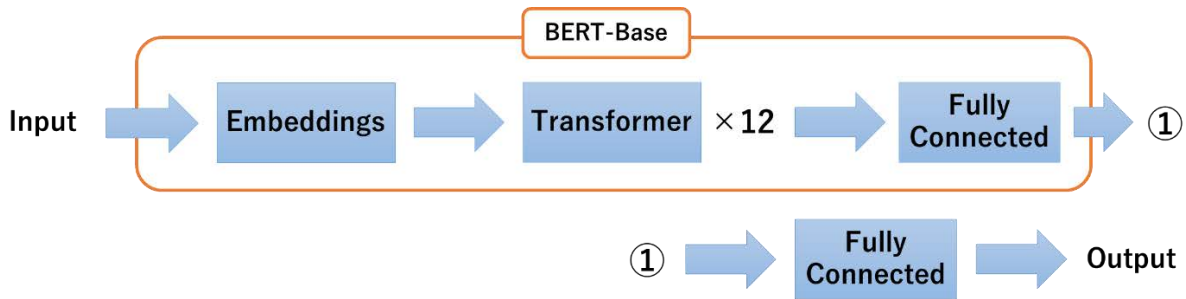 BERT-Base
Input
Embeddings
Transformer
×12
Fully
Connected
①
①
Fully
Connected
Output